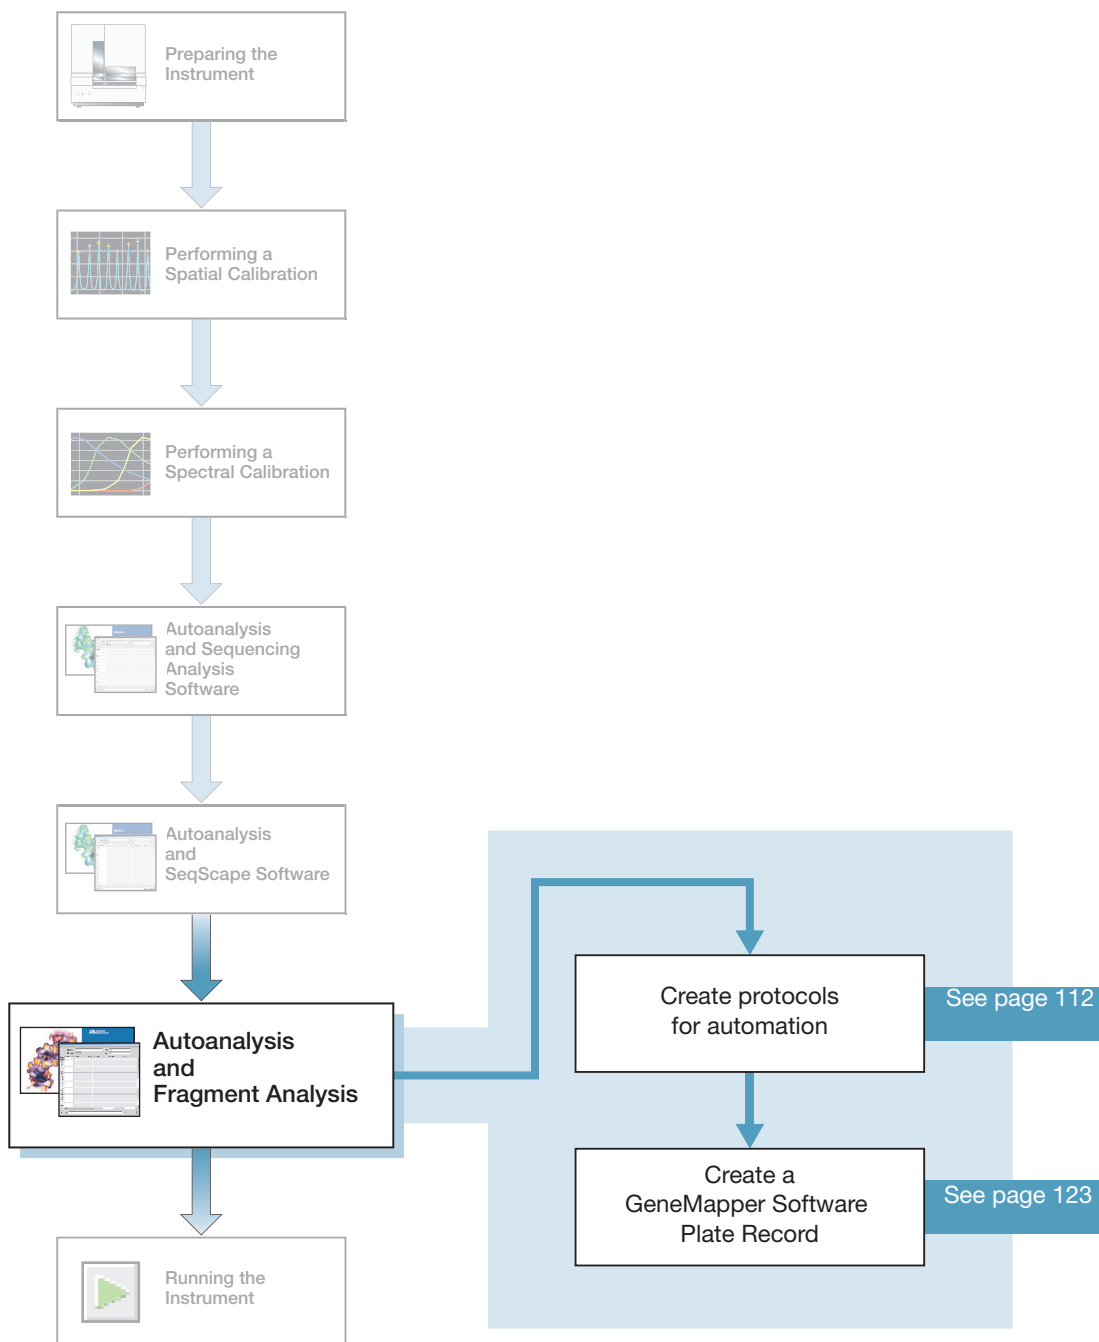 Preparing the
Instrument
Performing a
Spatial Calibration
Performing a
Spectral Calibration
Autoanalysis
and Sequencing
Analysis
Software
Autoanalysis
and
SeqScape Software
Autoanalysis
and
Fragment Analysis
Create protocols
for automation
See page 112
Create a
GeneMapper Software
Plate Record
See page 123
Running the
Instrument